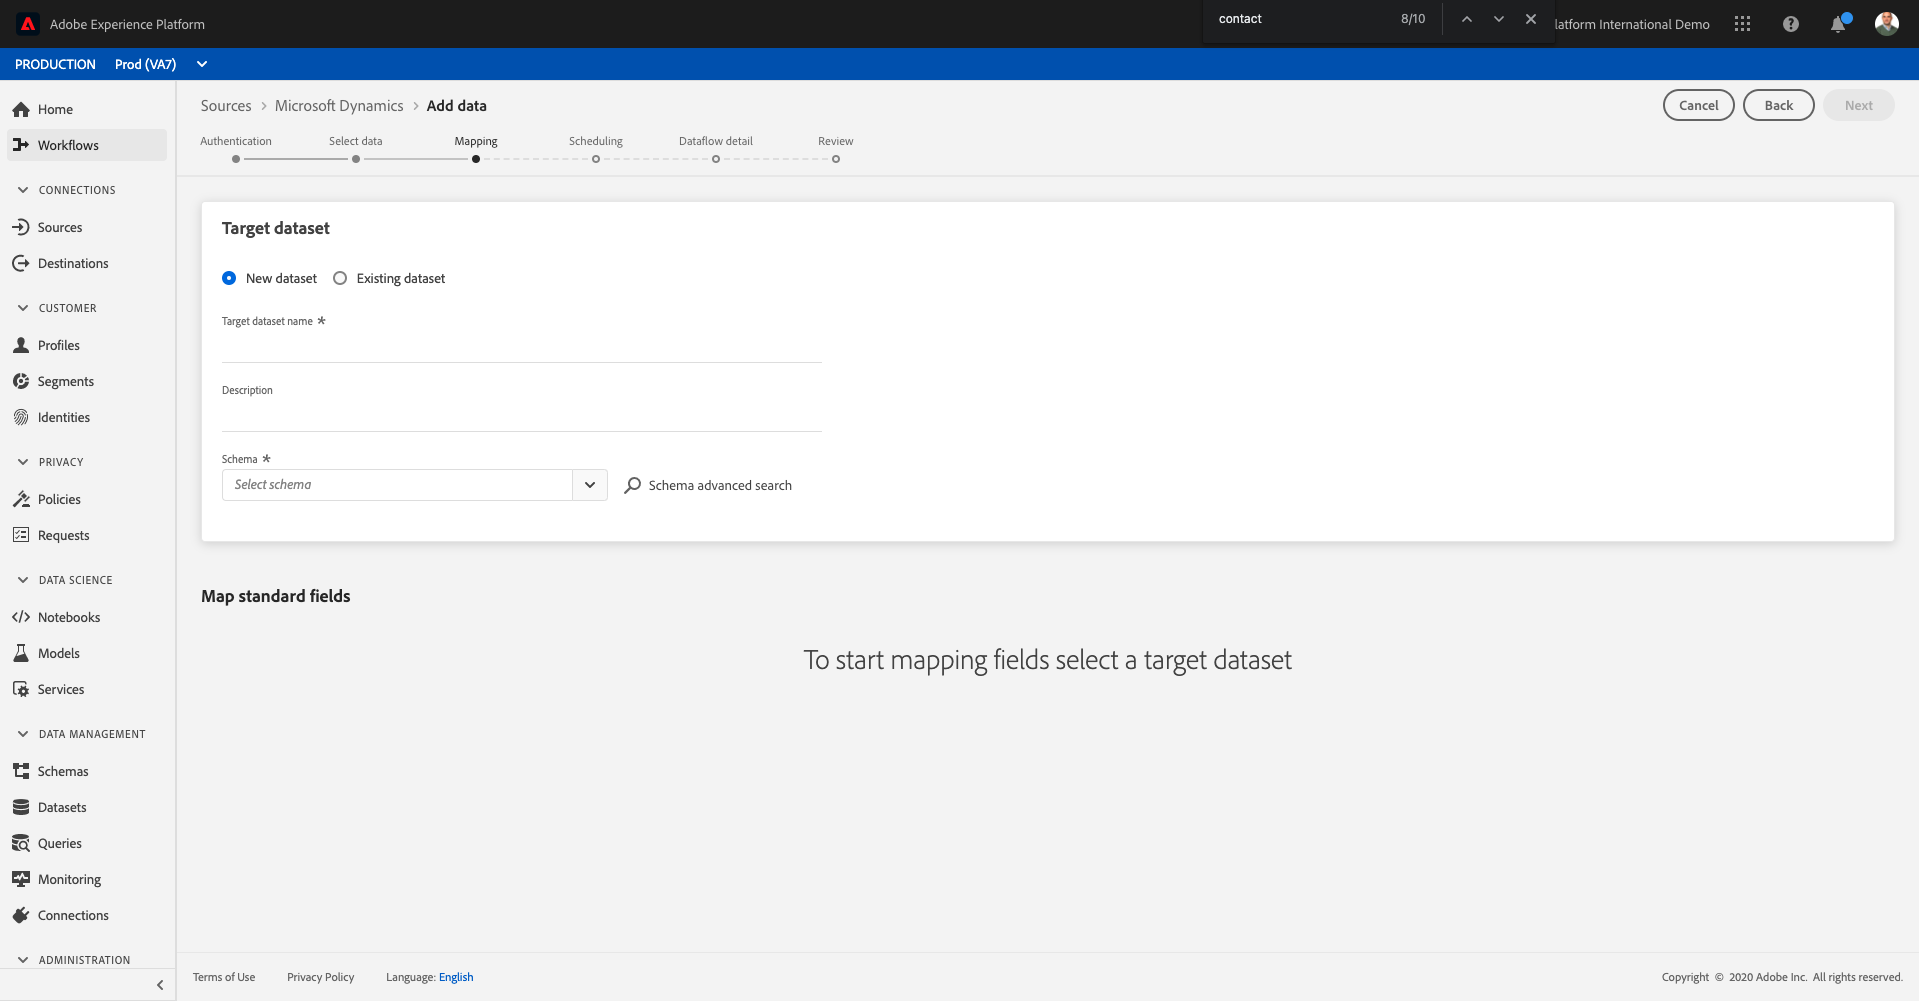 Adobe Experience Platform
contact
8/10
latform International Demo
PRODUCTION Prod (VA7)
Home
Workflows
CONNECTIONS
Sources
Destinations
CUSTOMER
Profiles
Segments
Identities
PRIVACY
Policies
Requests
DATA SCIENCE
Notebooks
Models
Services
DATA MANAGEMENT
Schemas
Datasets
Queries
Monitoring
Connections
ADMINISTRATION
Sources > Microsoft Dynamics > Add data
Cancel Back Next
Authentication Select data Mapping Scheduling Dataflow detail Review
Target dataset
New dataset Existing dataset
Target dataset name *
Description
Schema *
Select schema Schema advanced search
Map standard fields
To start mapping fields select a target dataset
Terms of Use Privacy Policy Language: English
Copyright © 2020 Adobe Inc. All rights reserved.